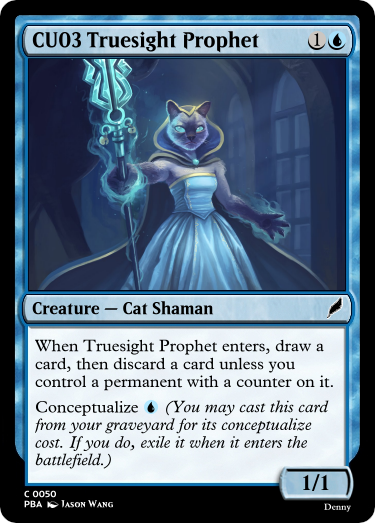 CU03 Truesight Prophet 1
Creature — Cat Shaman
When Truesight Prophet enters, draw a
card, then discard a card unless you
control a permanent with a counter on it.
Conceptualize (You may cast this card
from your graveyard for its conceptualize
cost. If you do, exile it when it enters the
battlefield.)
1/1
C 0050
PBA Jason Wang
Denny